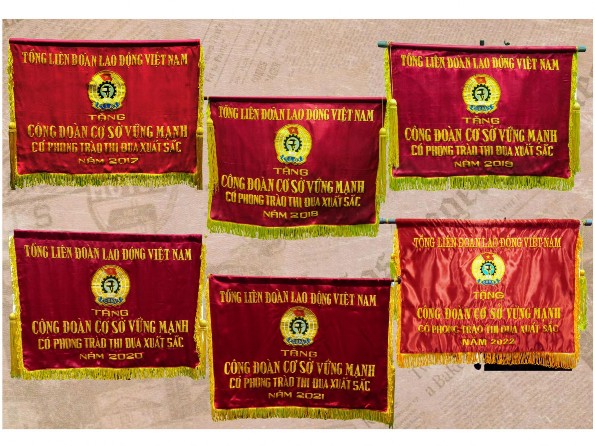 TỔNG LIÊN ĐOÀN LAO ĐỘNG VIỆT NAM
TẶNG
CÔNG ĐOÀN CƠ SỞ VỮNG MẠNH
CÓ PHONG TRÀO THI ĐUA XUẤT SẮC
NĂM 2017
TỔNG LIÊN ĐOÀN LAO ĐỘNG VIỆT NAM
TẶNG
CÔNG ĐOÀN CƠ SỞ VỮNG MẠNH
CÓ PHONG TRÀO THI ĐUA XUẤT SẮC
NĂM 2018
TỔNG LIÊN ĐOÀN LAO ĐỘNG VIỆT NAM
TẶNG
CÔNG ĐOÀN CƠ SỞ VỮNG MẠNH
CÓ PHONG TRÀO THI ĐUA XUẤT SẮC
NĂM 2019
TỔNG LIÊN ĐOÀN LAO ĐỘNG VIỆT NAM
TẶNG
CÔNG ĐOÀN CƠ SỞ VỮNG MẠNH
CÓ PHONG TRÀO THI ĐUA XUẤT SẮC
NĂM 2020
TỔNG LIÊN ĐOÀN LAO ĐỘNG VIỆT NAM
TẶNG
CÔNG ĐOÀN CƠ SỞ VỮNG MẠNH
CÓ PHONG TRÀO THI ĐUA XUẤT SẮC
NĂM 2021
TỔNG LIÊN ĐOÀN LAO ĐỘNG VIỆT NAM
TẶNG
CÔNG ĐOÀN CƠ SỞ VỮNG MẠNH
CÓ PHONG TRÀO THI ĐUA XUẤT SẮC
NĂM 2022